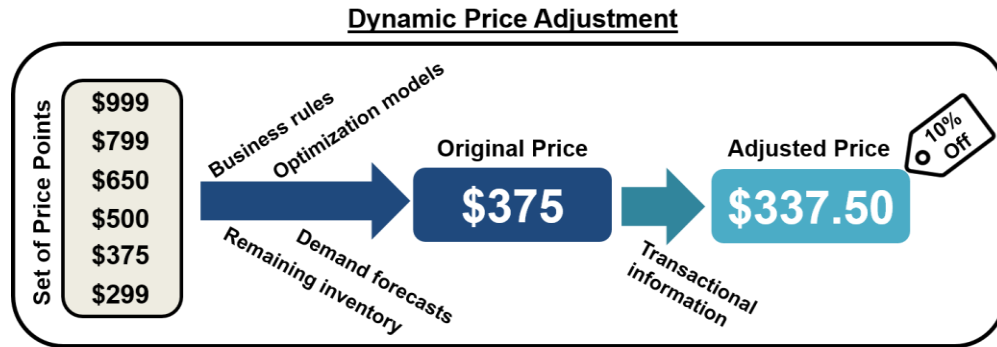 Dynamic Price Adjustment
Set of Price Points
$999
$799
$650
$500
$375
$299
Business rules
Optimization models
Demand forecasts
Remaining inventory
Original Price
$375
Transactional
information
Adjusted Price
$337.50
10%
Off